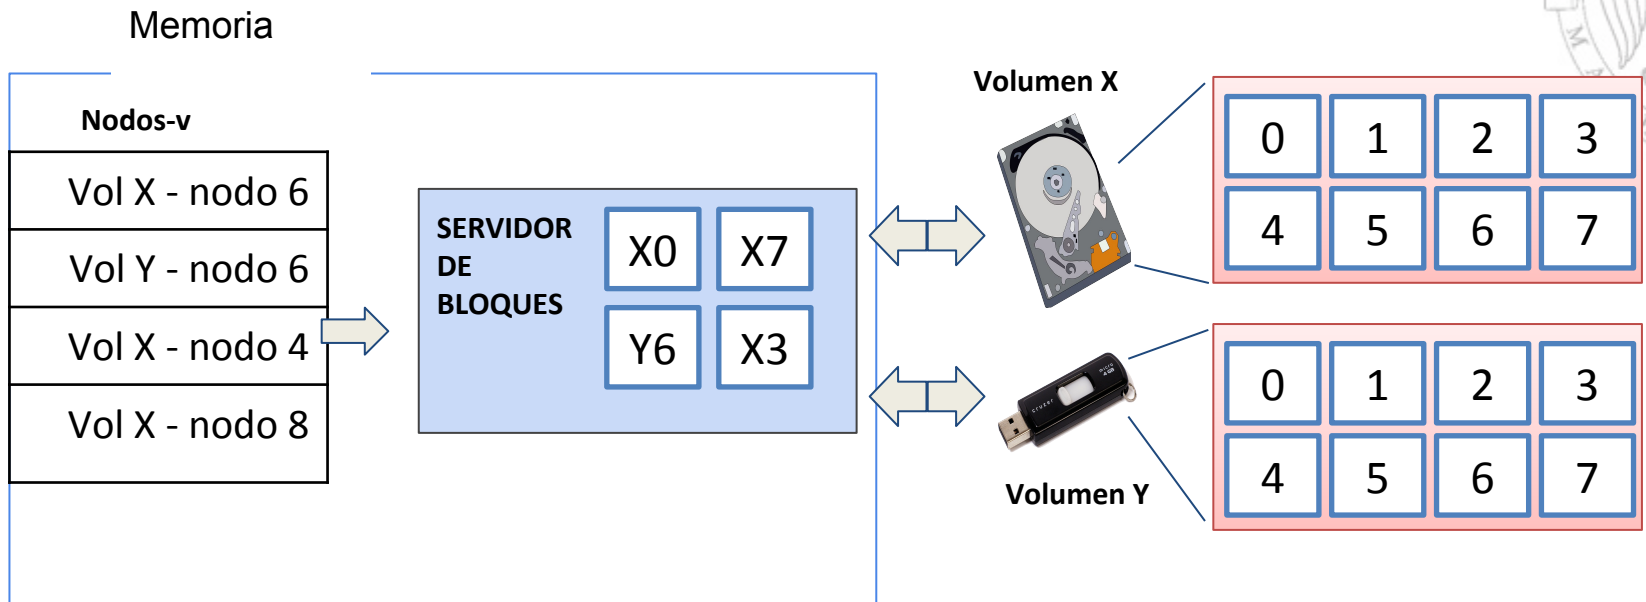 Memoria
Nodos-v
Vol X - nodo 6
Vol Y - nodo 6
Vol X - nodo 4
Vol X - nodo 8
SERVIDOR
DE
BLOQUES
X0 X7
Y6 X3
Volumen X
0 1 2 3
4 5 6 7
cruzer
micro
Volumen Y
0 1 2 3
4 5 6 7
M A